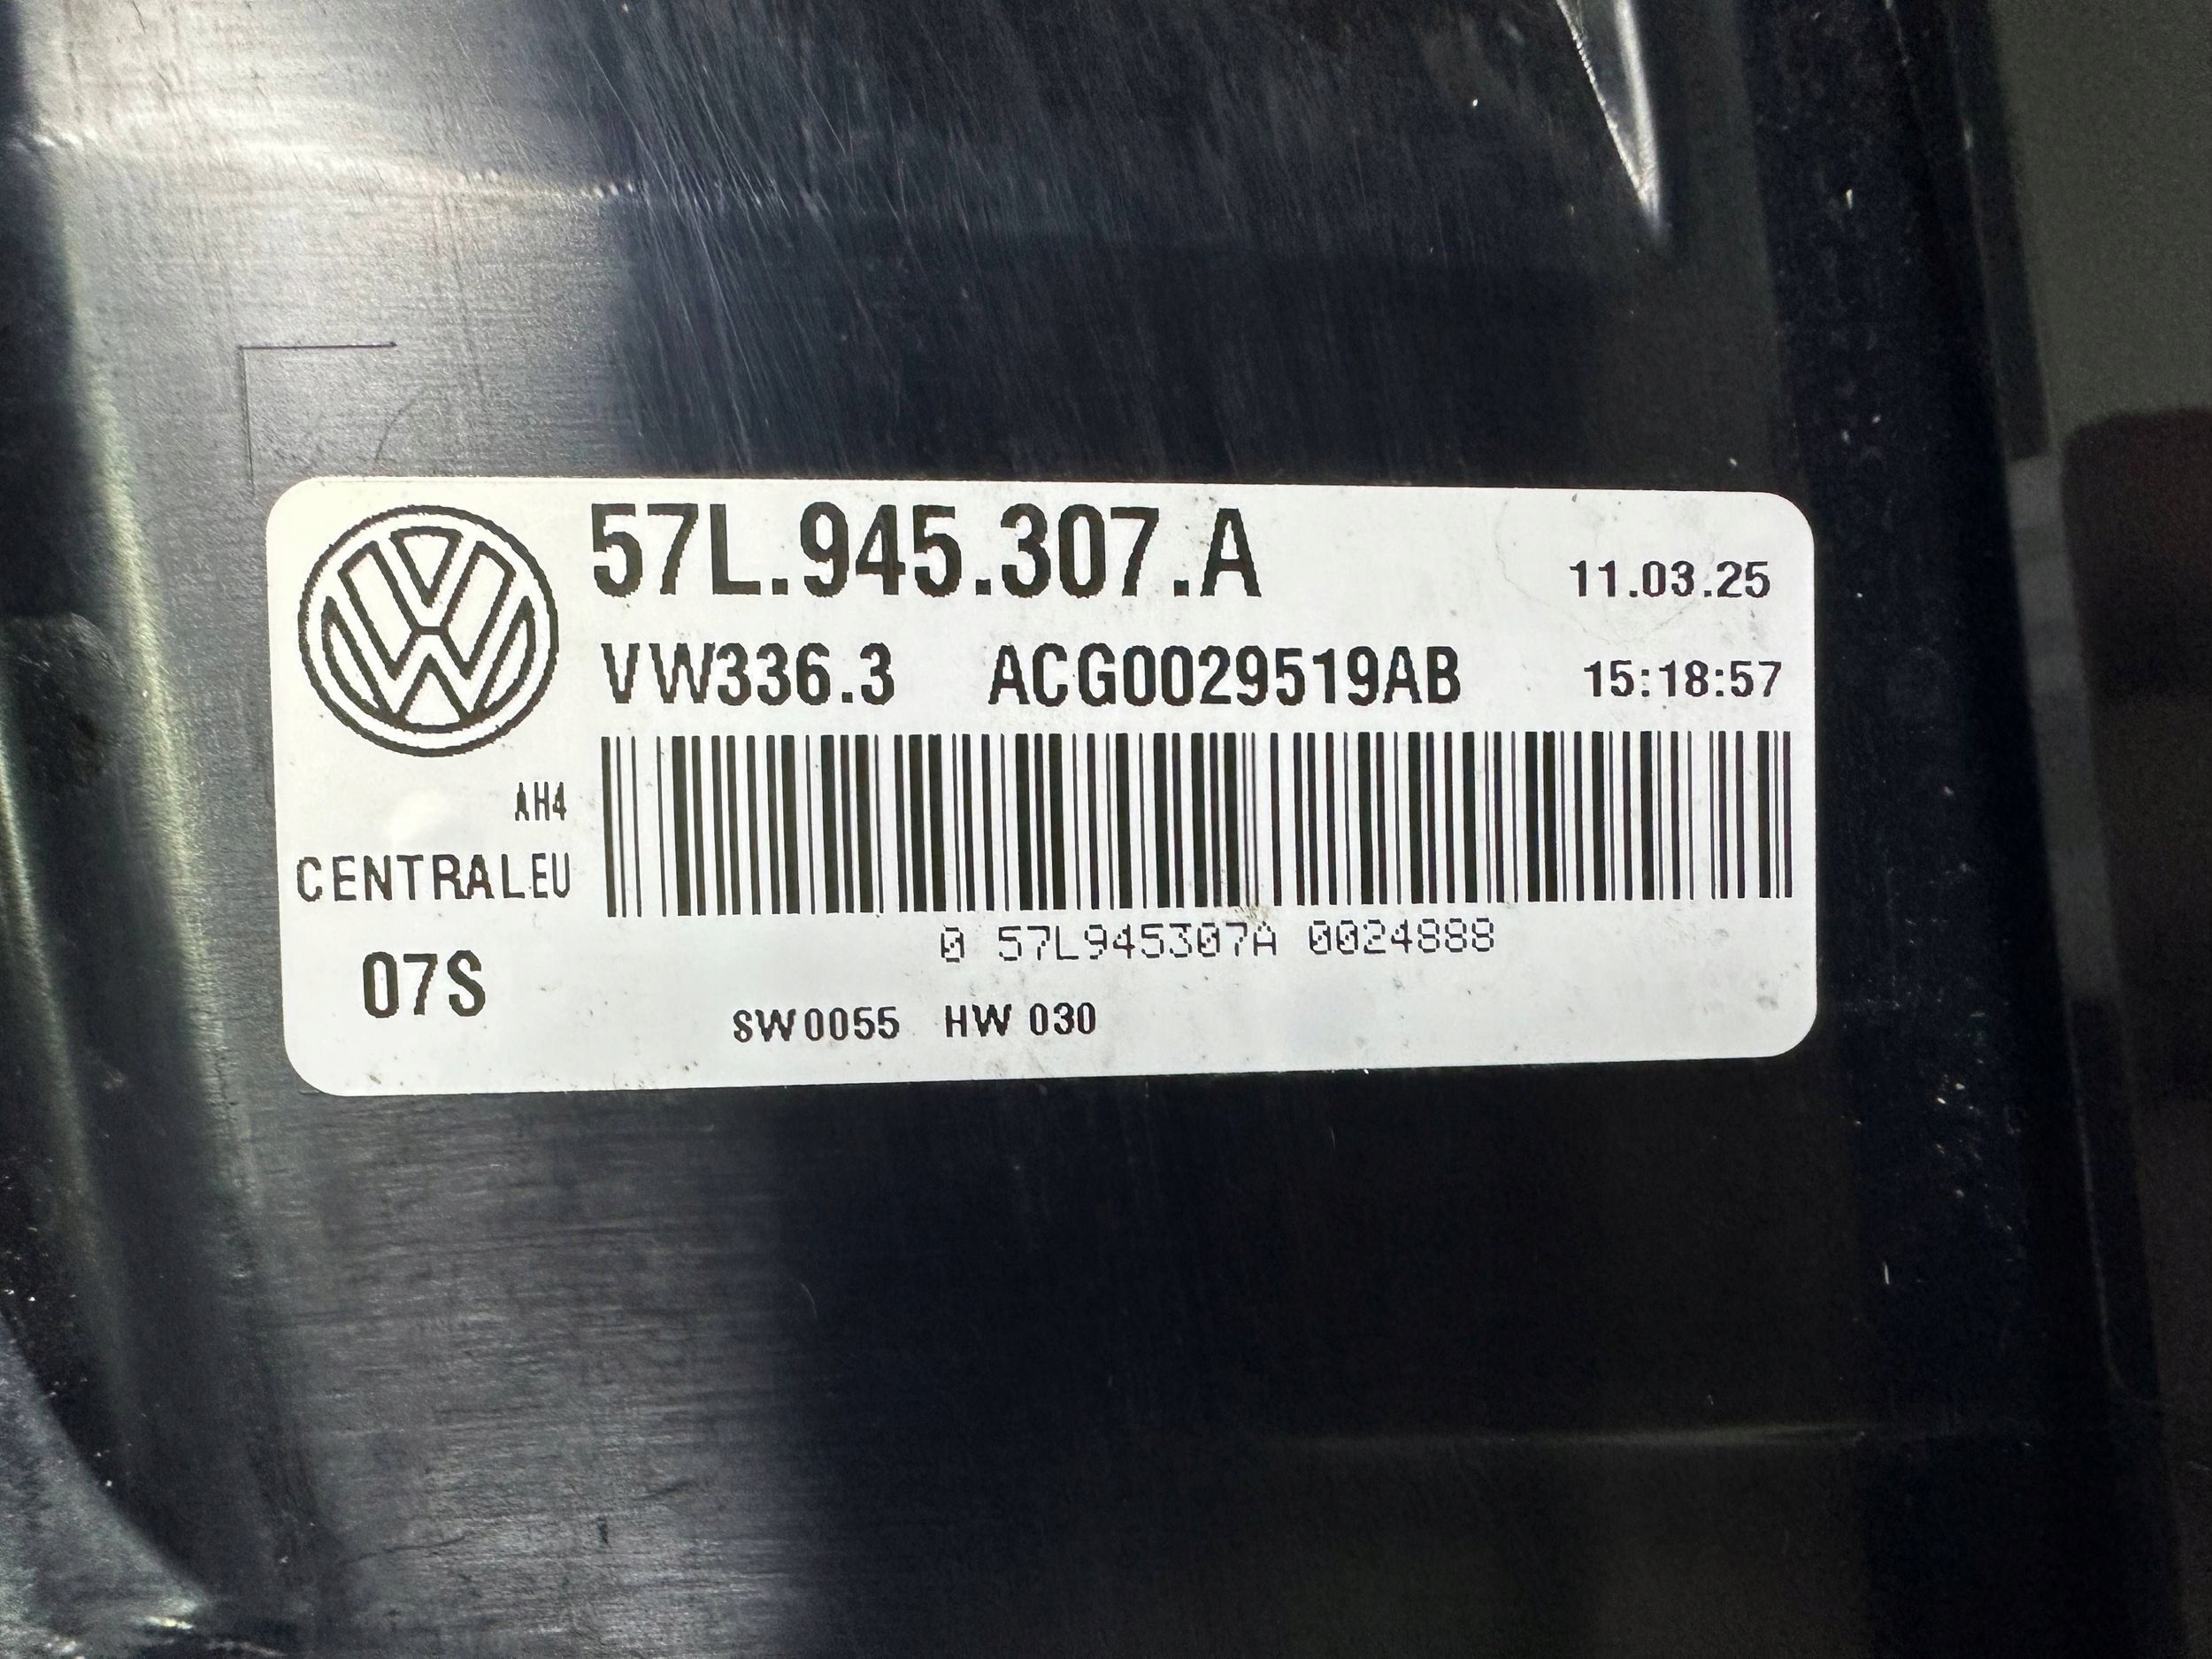 57L.945.307.A
11.03.25
VW336.3 ACG0029519AB
15:18:57
AH4
CENTRALEU
0 57L945307A 0024888
07S
SW0055 HW 030